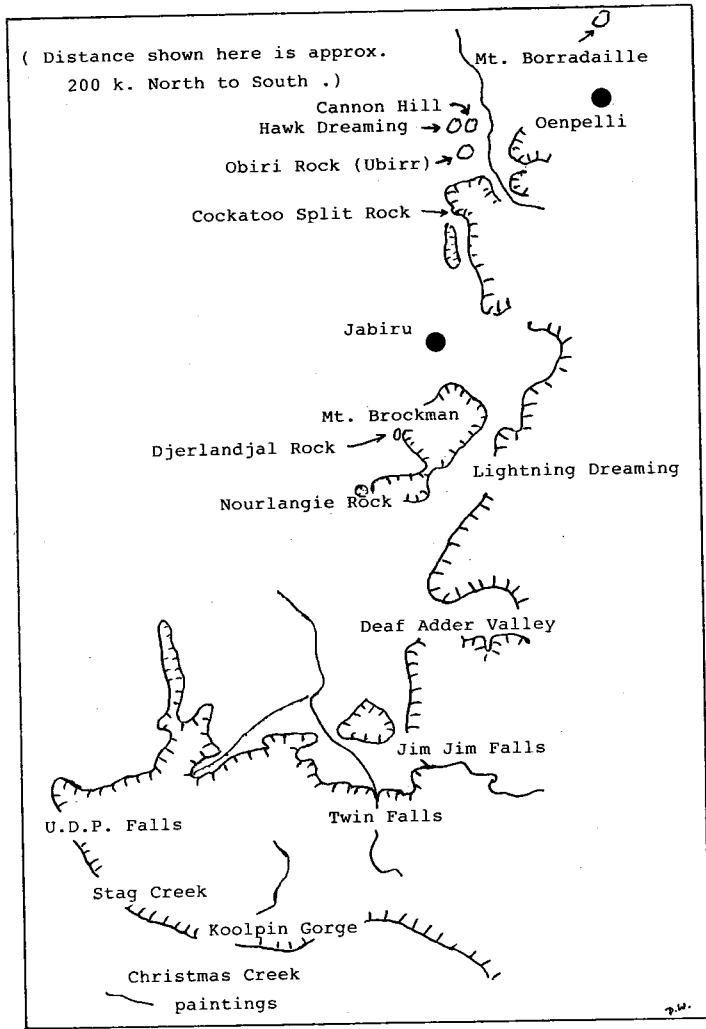 ( Distance shown here is approx.
200 k. North to South .)
Mt. Borradaille
Cannon Hill
Hawk Dreaming
Oenpelli
Obiri Rock (Ubirr)
Cockatoo Split Rock
Jabiru
Mt. Brockman
Djerlandjal Rock
Lightning Dreaming
Nourlangie Rock
Deaf Adder Valley
Jim Jim Falls
Twin Falls
U.D.P. Falls
Stag Creek
Koolpin Gorge
Christmas Creek
paintings
D.W.